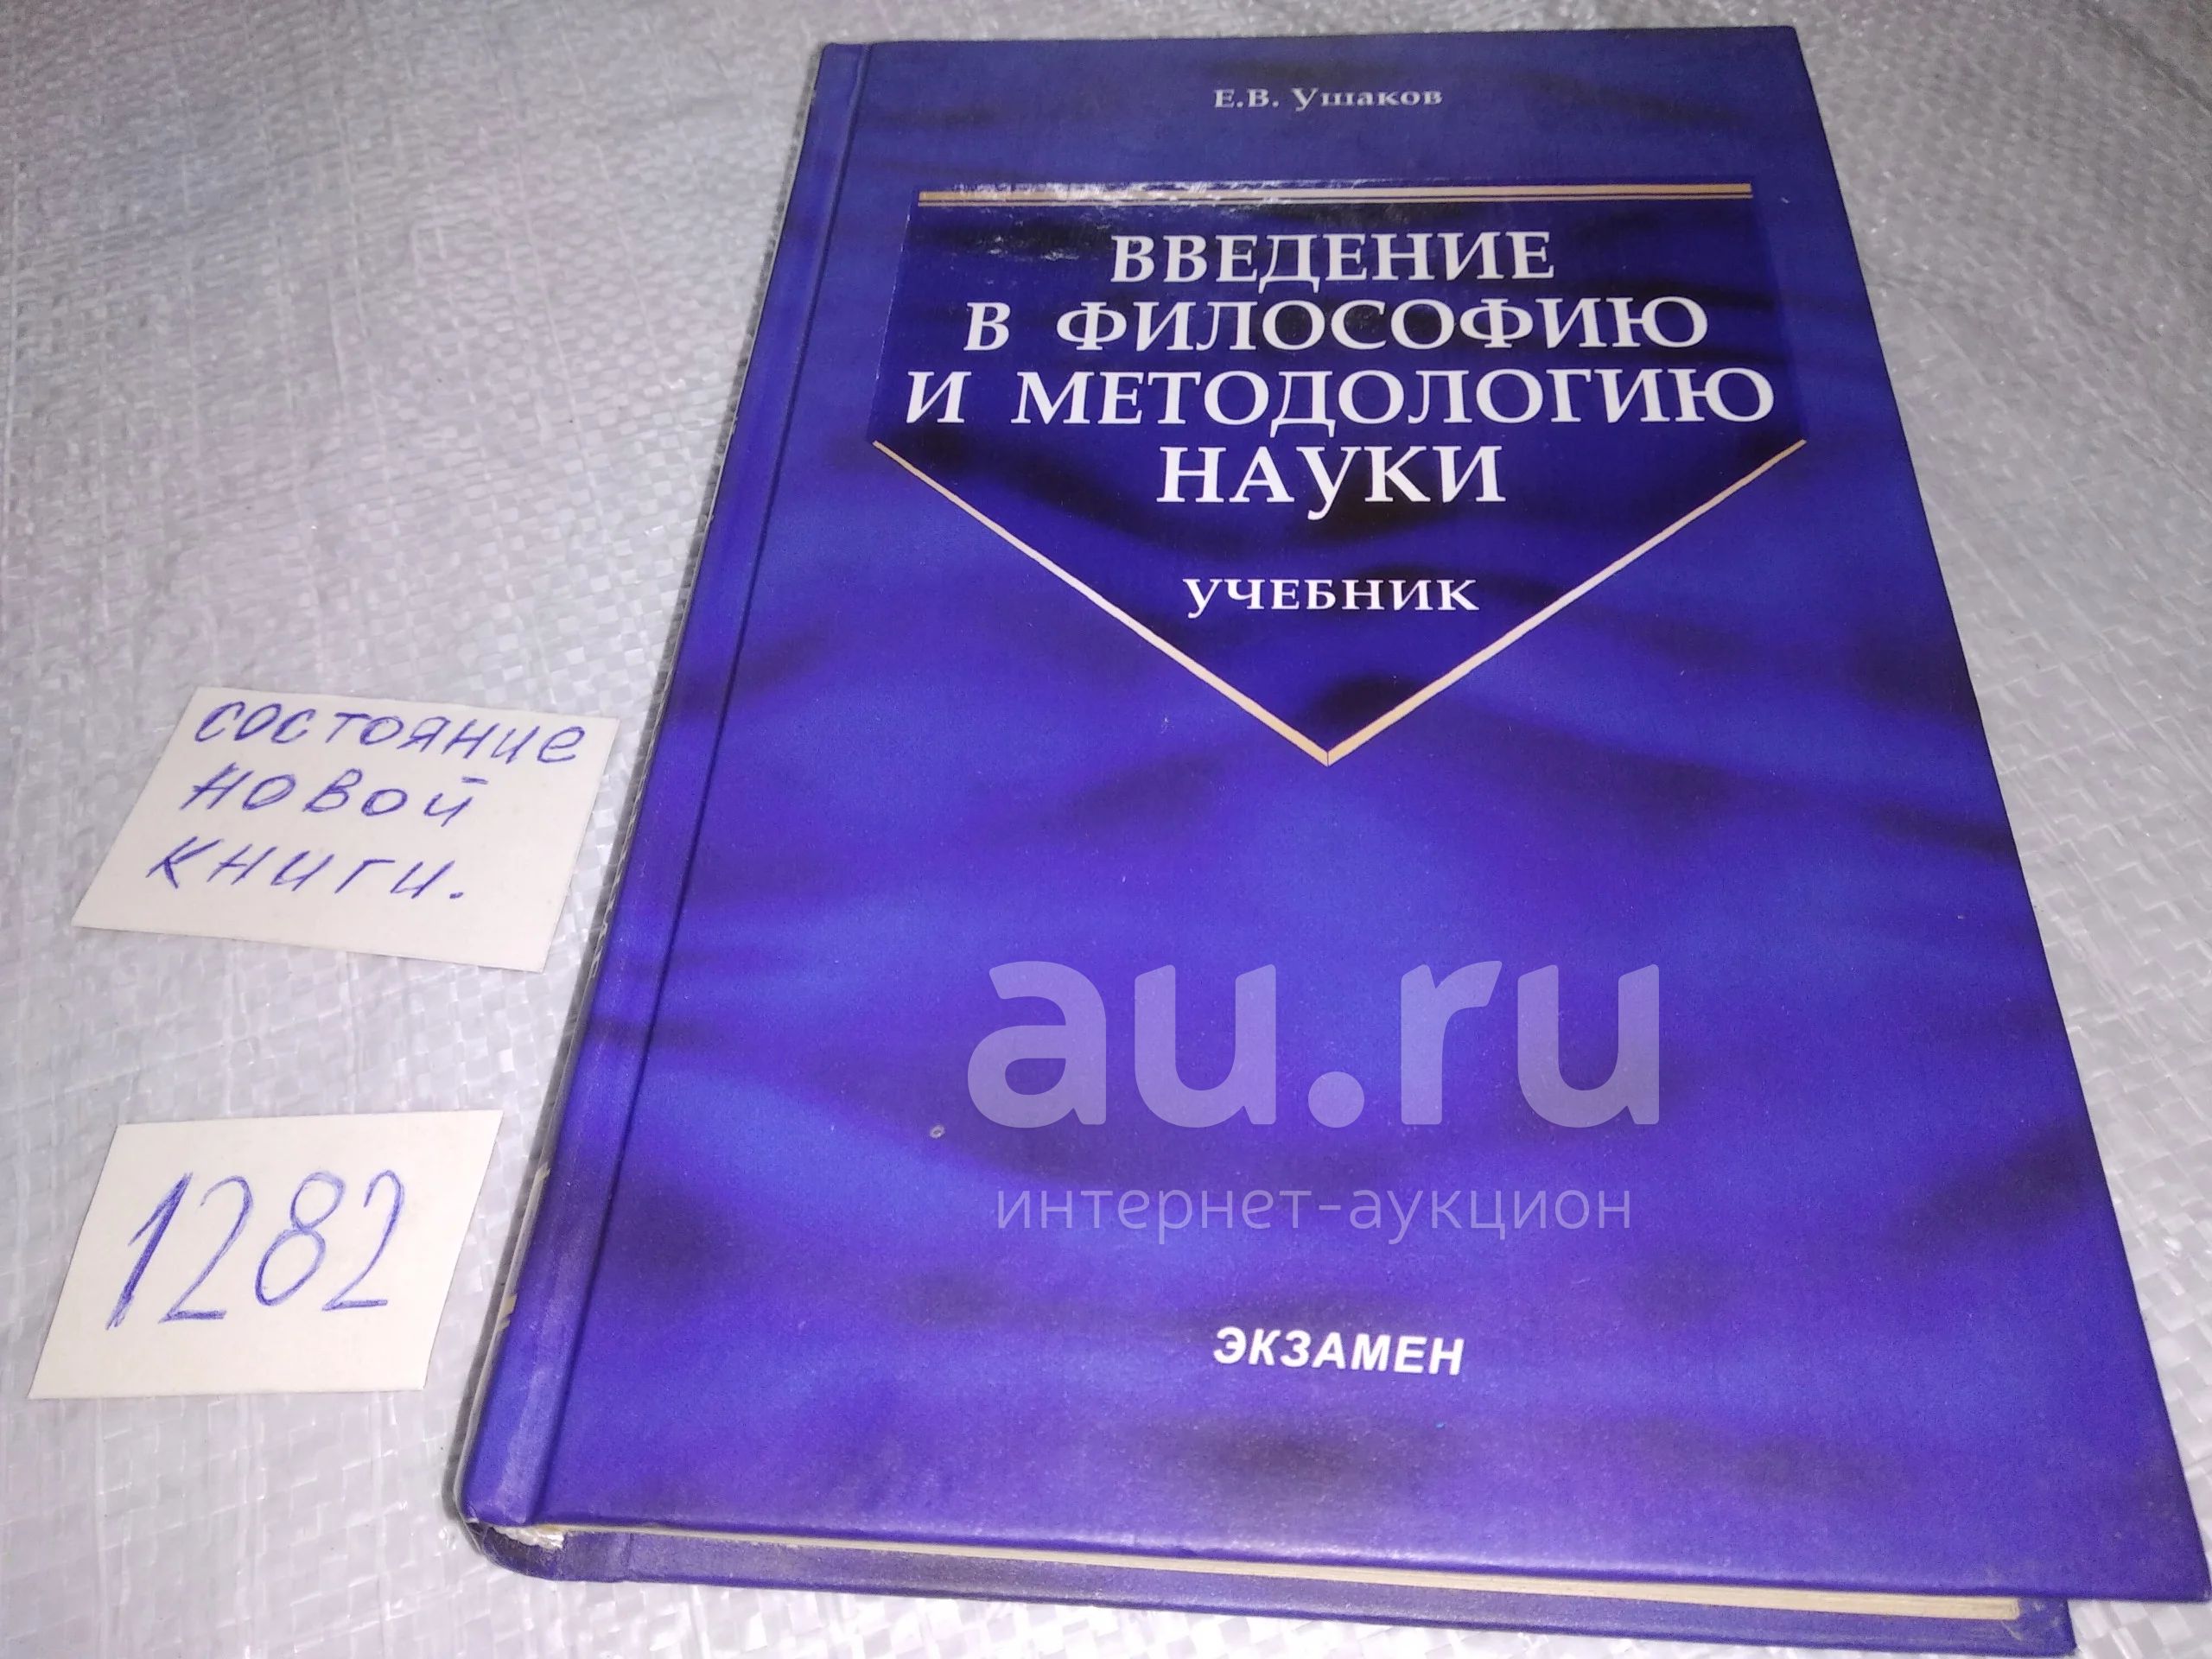 Е.В. Ушаков
ВВЕДЕНИЕ
В ФИЛОСОФИЮ
И МЕТОДОЛОГИЮ
НАУКИ
УЧЕБНИК
состояние
новой
книги.
1282
au.ru
интернет-аукцион
ЭКЗАМЕН